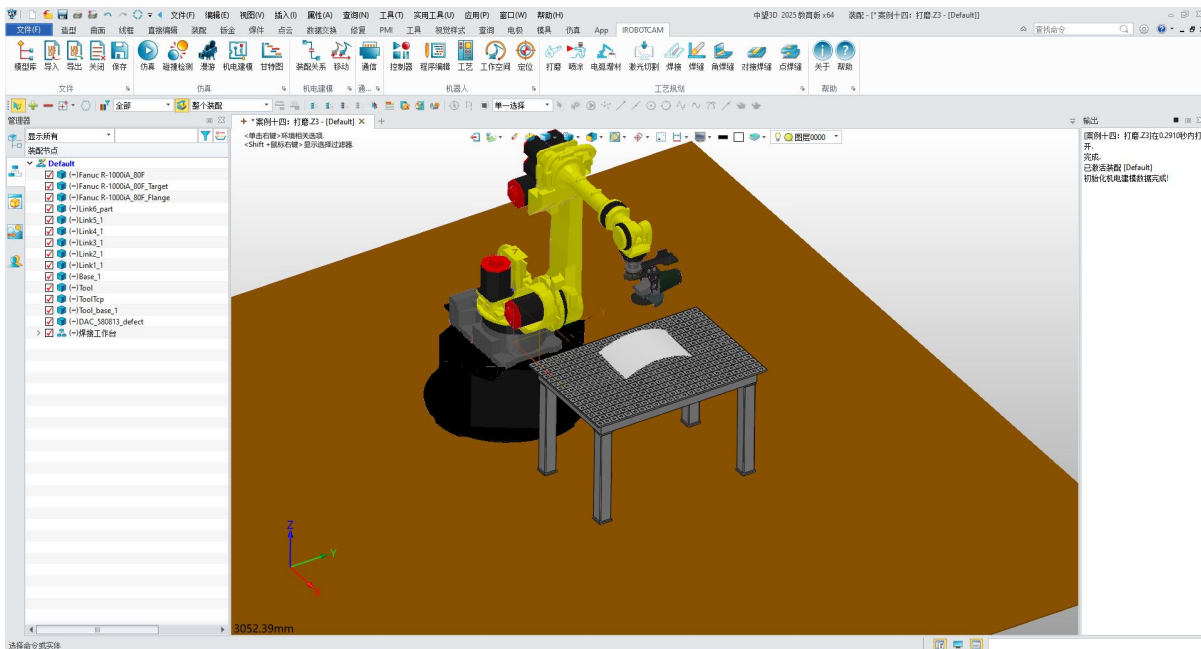 文件(F) 编辑(E) 视图(V) 插入(I) 属性(A) 查询(N) 工具(T) 实用工具(U) 应用(P) 窗口(W) 帮助(H) 中望3D 2025 教育版 x64 装配 - [*案例十四：打磨.Z3 - [Default]]
文件(F) 造型 曲面 线框 直接编辑 装配 钣金 焊件 点云 数据交换 修复 PMI 工具 视觉样式 查询 电极 模具 仿真 App IROBOTCAM 查找命令
模型库 导入 导出 关闭 保存 仿真 碰撞检测 漫游 机电建模 甘特图 装配关系 移动 通信 控制器 程序编辑 工艺 工作空间 定位 打磨 喷涂 电弧增材 激光切割 焊接 焊缝 角焊缝 对接焊缝 点焊缝 关于 帮助
文件 仿真 机电建模 通... 机器人 工艺规划 帮助
全部 整个装配 单一选择
管理器 *案例十四：打磨.Z3 - [Default] 输出
显示所有
<单击右键>环境相关选项.
<Shift +鼠标右键> 显示选择过滤器.
图层0000
[案例十四：打磨.Z3]在0.2910秒内打
开.
完成.
已激活装配 [Default]
初始化机电建模数据完成!
装配节点
Default
(-)Fanuc R-1000iA_80F
(-)Fanuc R-1000iA_80F_Target
(-)Fanuc R-1000iA_80F_Flange
(-)Link6_part
(-)Link5_1
(-)Link4_1
(-)Link3_1
(-)Link2_1
(-)Link1_1
(-)Base_1
(-)Tool
(-)ToolTcp
(-)Tool_base_1
(-)DAC_580813_defect
(-)焊接工作台
Y
Z
Y
X
3052.39mm
选择命令或实体